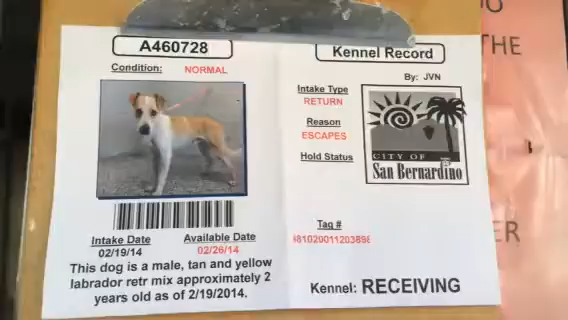 A460728
Condition: NORMAL
Intake Date
02/19/14
Available Date
02/26/14
This dog is a male, tan and yellow
labrador retr mix approximately 2
years old as of 2/19/2014.
Kennel Record
By: JVN
Intake Type
RETURN
Reason
ESCAPES
Hold Status
CITY OF
San Bernardino
Tag #
Kennel: RECEIVING
THE